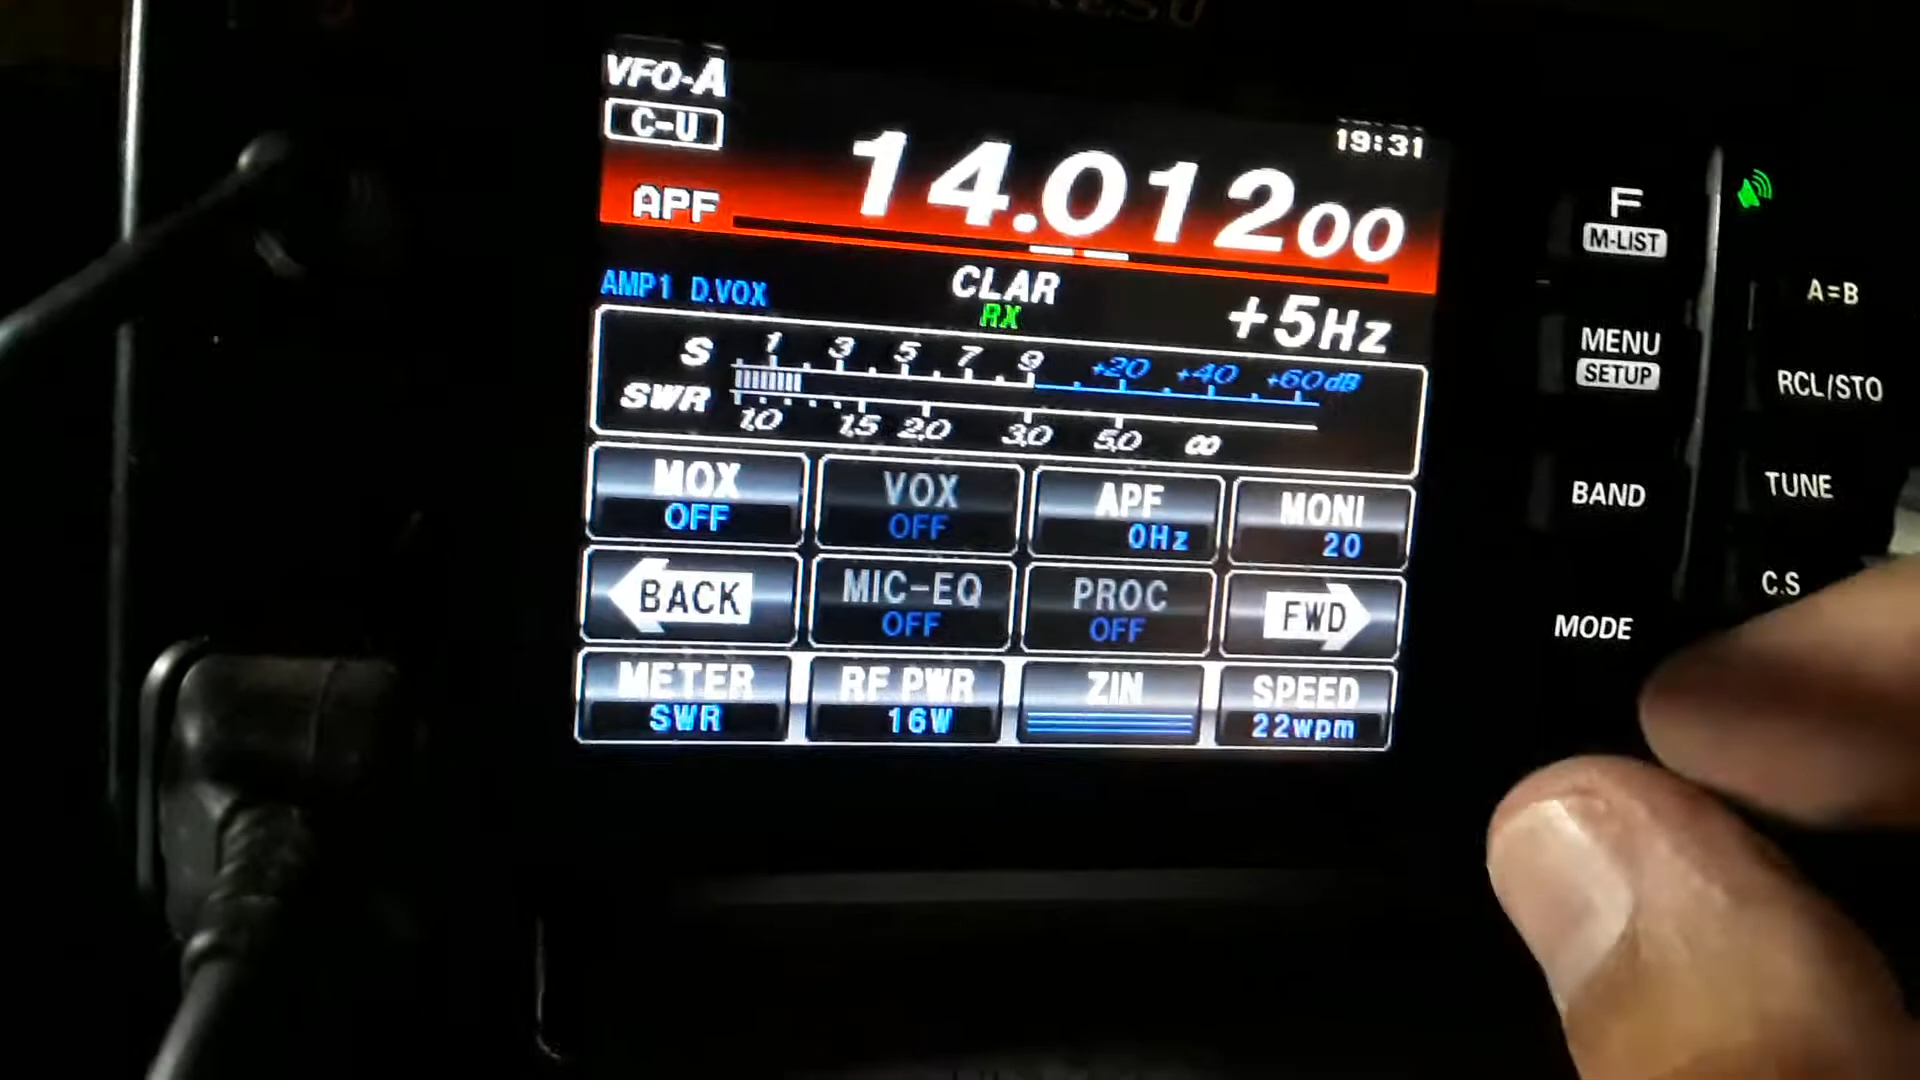 VFO-A
C-U
19:31
14.01200
APF
AMP1 D.VOX
CLAR
RX
+5Hz
S 1 3 5 7 9 +20 +40 +60dB
SWR 1.0 1.5 2.0 3.0 5.0 ∞
MOX VOX APF MONI
OFF OFF 0Hz 20
BACK MIC-EQ PROC FWD
OFF OFF
METER RF PWR ZIN SPEED
SWR 16W 22wpm
F
M-LIST
MENU
SETUP
BAND
MODE
A=B
RCL/STO
TUNE
C.S